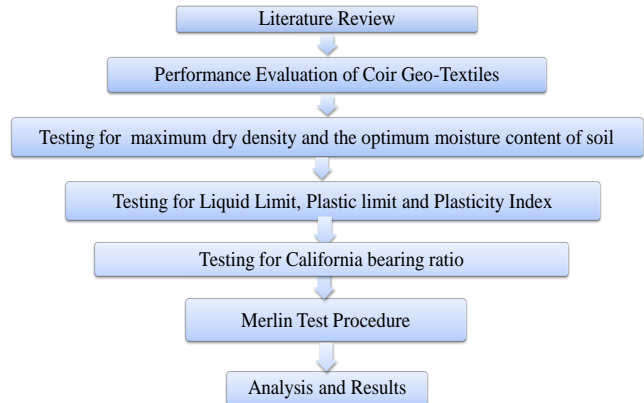 Literature Review
Performance Evaluation of Coir Geo-Textiles
Testing for maximum dry density and the optimum moisture content of soil
Testing for Liquid Limit, Plastic limit and Plasticity Index
Testing for California bearing ratio
Merlin Test Procedure
Analysis and Results